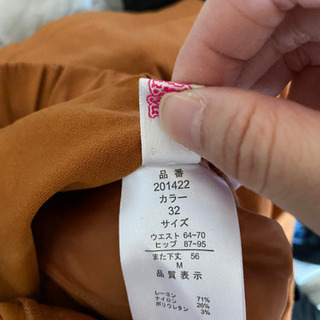 品番
201422
カラー
32
サイズ
ウエスト 64~70
ヒップ 87~95
また下丈 56
M
品質表示
レーヨン 71%
ナイロン 20%
ポリウレタン 3%